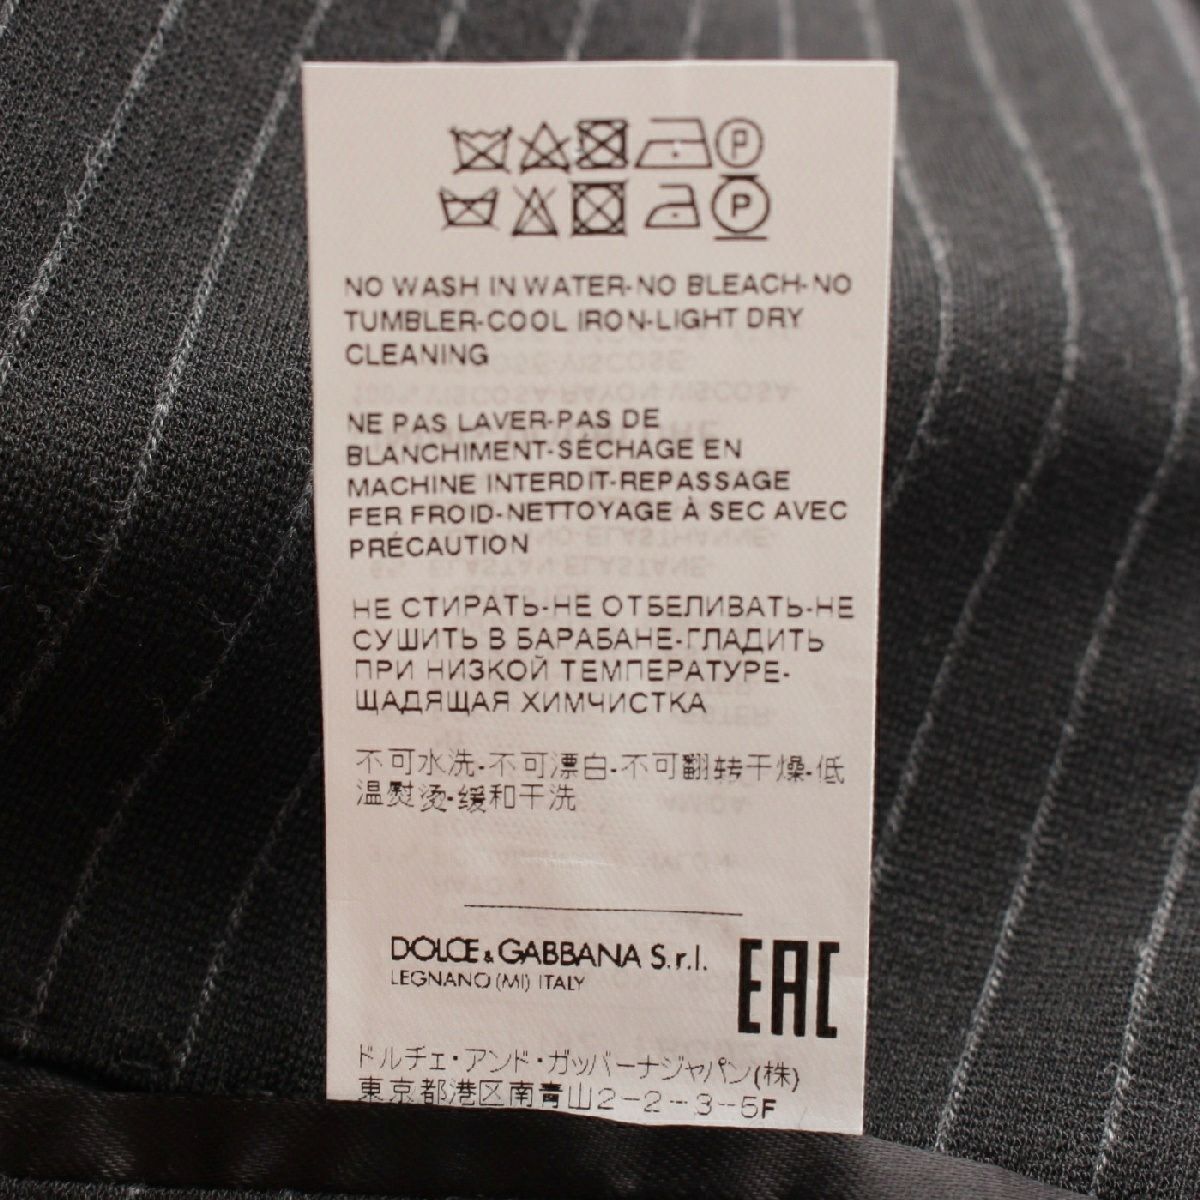 P
P
NO WASH IN WATER-NO BLEACH-NO
TUMBLER-COOL IRON-LIGHT DRY
CLEANING
NE PAS LAVER-PAS DE
BLANCHIMENT-SÉCHAGE EN
MACHINE INTERDIT-REPASSAGE
FER FROID-NETTOYAGE À SEC AVEC
PRÉCAUTION
НЕ СТИРАТЬ-НЕ ОТБЕЛИВАТЬ-НЕ
СУШИТЬ В БАРАБАНЕ-ГЛАДИТЬ
ПРИ НИЗКОЙ ТЕМПЕРАТУРЕ-
ЩАДЯЩАЯ ХИМЧИСТКА
不可水洗-不可漂白-不可翻转干燥-低
温熨烫-缓和干洗
DOLCE & GABBANA S.r.l.
LEGNANO (MI) ITALY
EAC
ドルチェ・アンド・ガッバーナジャパン(株)
東京都港区南青山2-2-3-5F